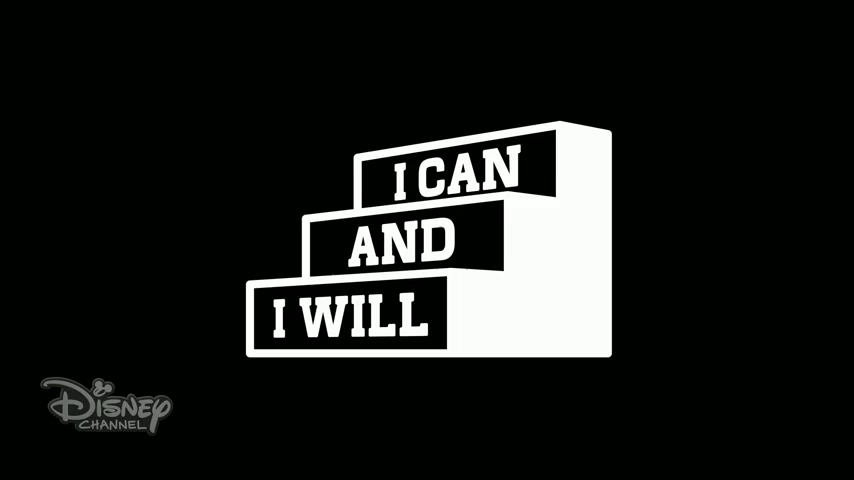 I CAN
AND
I WILL
DISNEY
CHANNEL